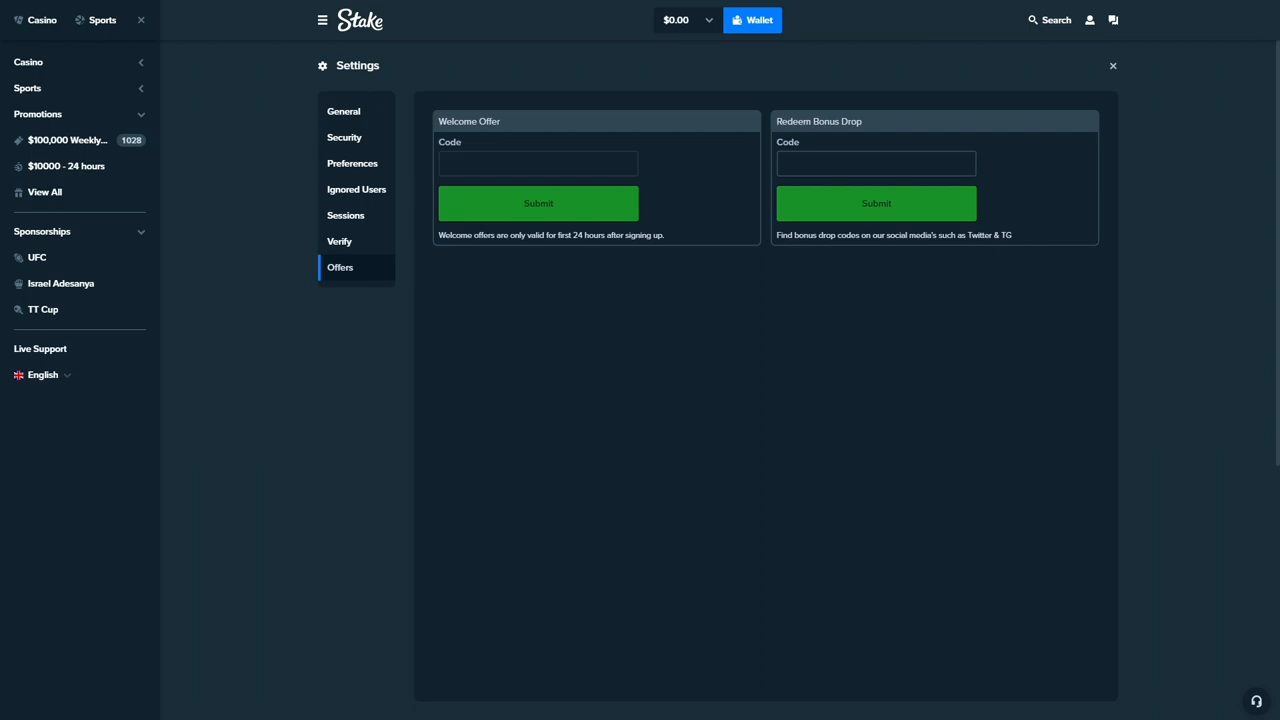 Casino
Sports
Stake
$0.00
Wallet
Search
Casino
Sports
Promotions
$100,000 Weekly...
1028
$10000 - 24 hours
View All
Sponsorships
UFC
Israel Adesanya
TT Cup
Live Support
English
Settings
General
Security
Preferences
Ignored Users
Sessions
Verify
Offers
Welcome Offer
Code
Submit
Welcome offers are only valid for first 24 hours after signing up.
Redeem Bonus Drop
Code
Submit
Find bonus drop codes on our social media's such as Twitter & TG